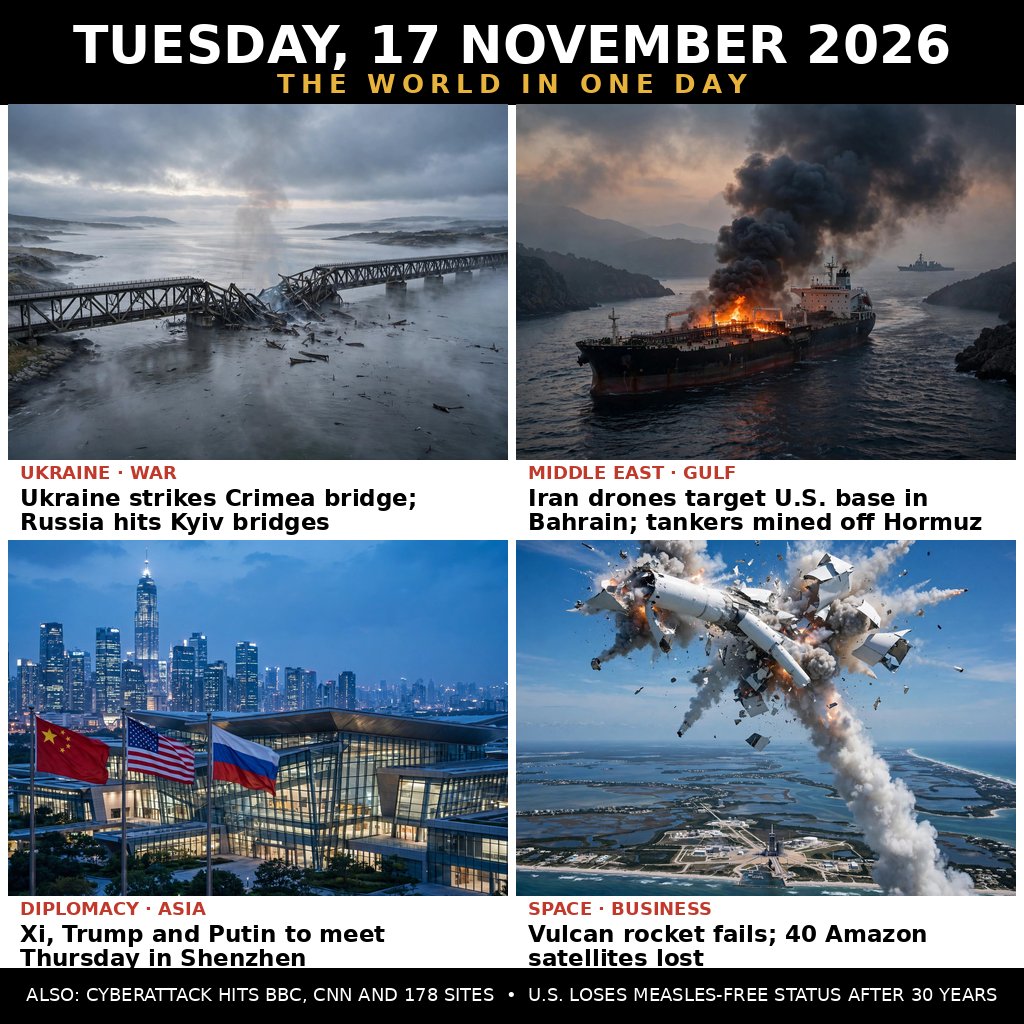 TUESDAY, 17 NOVEMBER 2026
THE WORLD IN ONE DAY
UKRAINE · WAR
Ukraine strikes Crimea bridge;
Russia hits Kyiv bridges
MIDDLE EAST · GULF
Iran drones target U.S. base in
Bahrain; tankers mined off Hormuz
DIPLOMACY · ASIA
Xi, Trump and Putin to meet
Thursday in Shenzhen
SPACE · BUSINESS
Vulcan rocket fails; 40 Amazon
satellites lost
ALSO: CYBERATTACK HITS BBC, CNN AND 178 SITES • U.S. LOSES MEASLES-FREE STATUS AFTER 30 YEARS